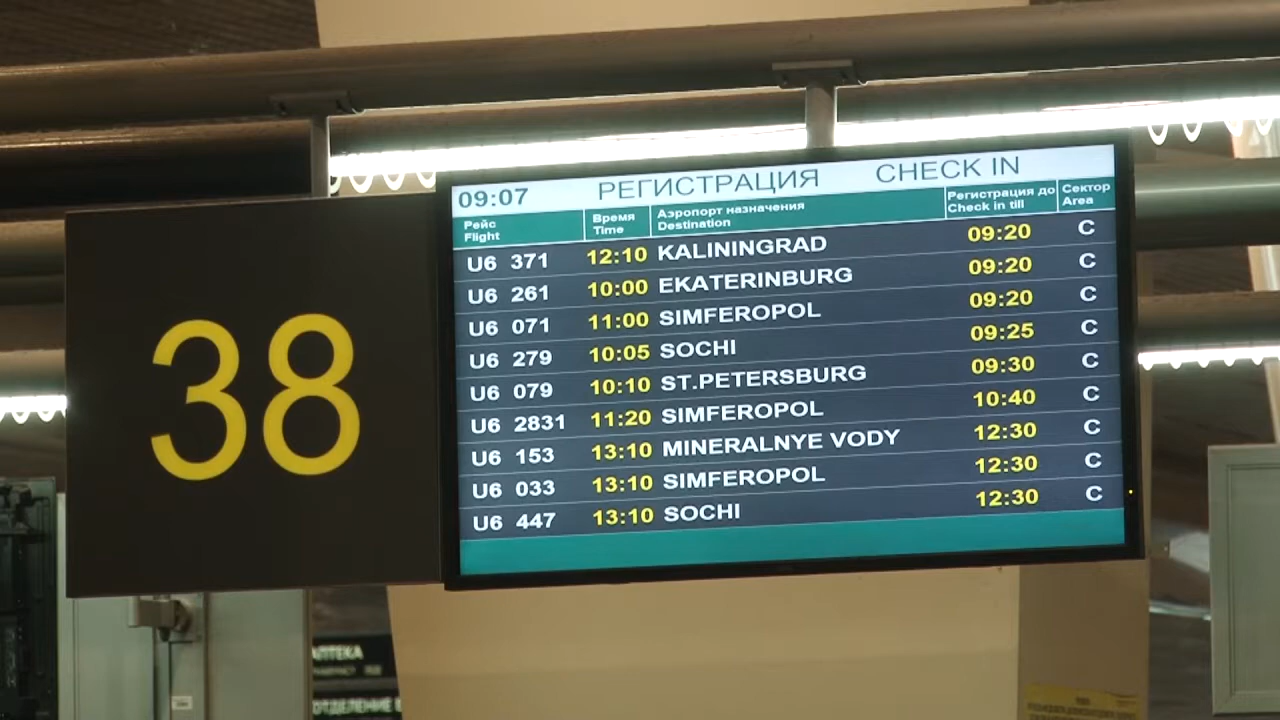 38
09:07 РЕГИСТРАЦИЯ CHECK IN
Рейс Время Аэропорт назначения Регистрация до Сектор
Flight Time Destination Check in till Area
U6 371 12:10 KALININGRAD 09:20 C
U6 261 10:00 EKATERINBURG 09:20 C
U6 071 11:00 SIMFEROPOL 09:20 C
U6 279 10:05 SOCHI 09:25 C
U6 079 10:10 ST.PETERSBURG 09:30 C
U6 2831 11:20 SIMFEROPOL 10:40 C
U6 153 13:10 MINERALNYE VODY 12:30 C
U6 033 13:10 SIMFEROPOL 12:30 C
U6 447 13:10 SOCHI 12:30 C
АПТЕКА
ОТДЕЛЕНИЕ